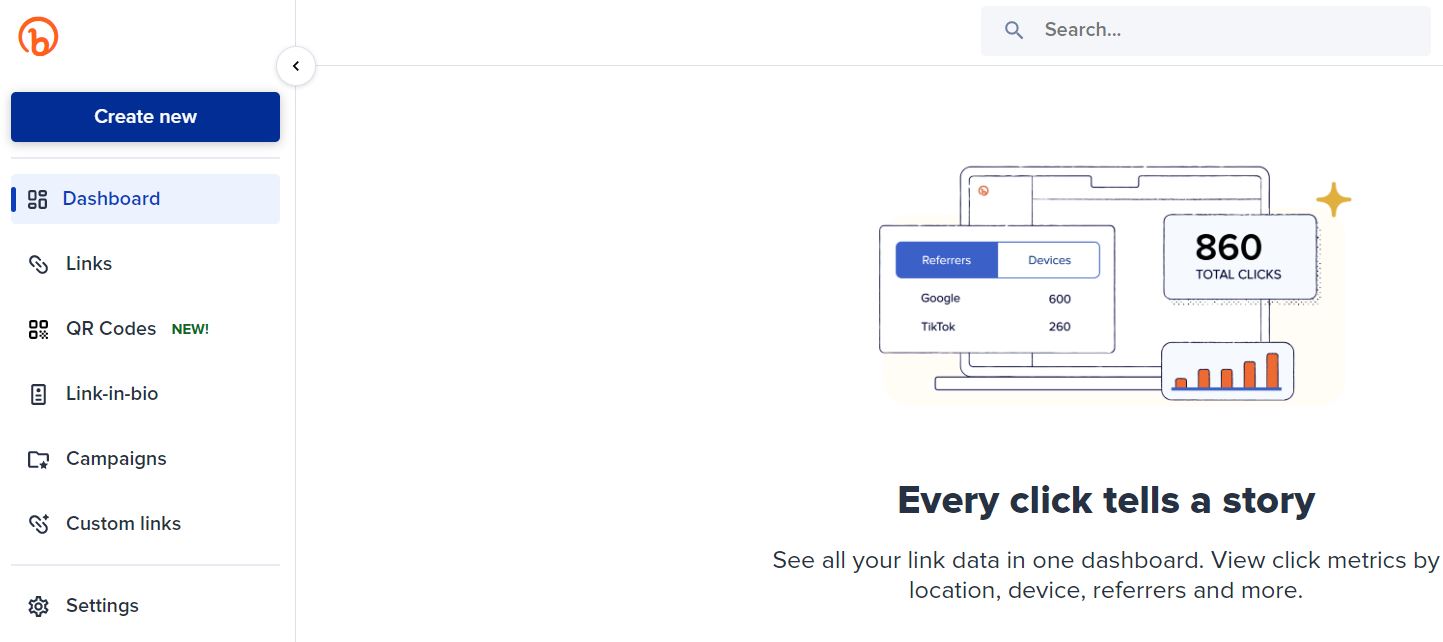 Search...
Create new
Dashboard
Links
QR Codes NEW!
Link-in-bio
Campaigns
Custom links
Settings
Referrers Devices
Google 600
TikTok 260
860
TOTAL CLICKS
Every click tells a story
See all your link data in one dashboard. View click metrics by
location, device, referrers and more.